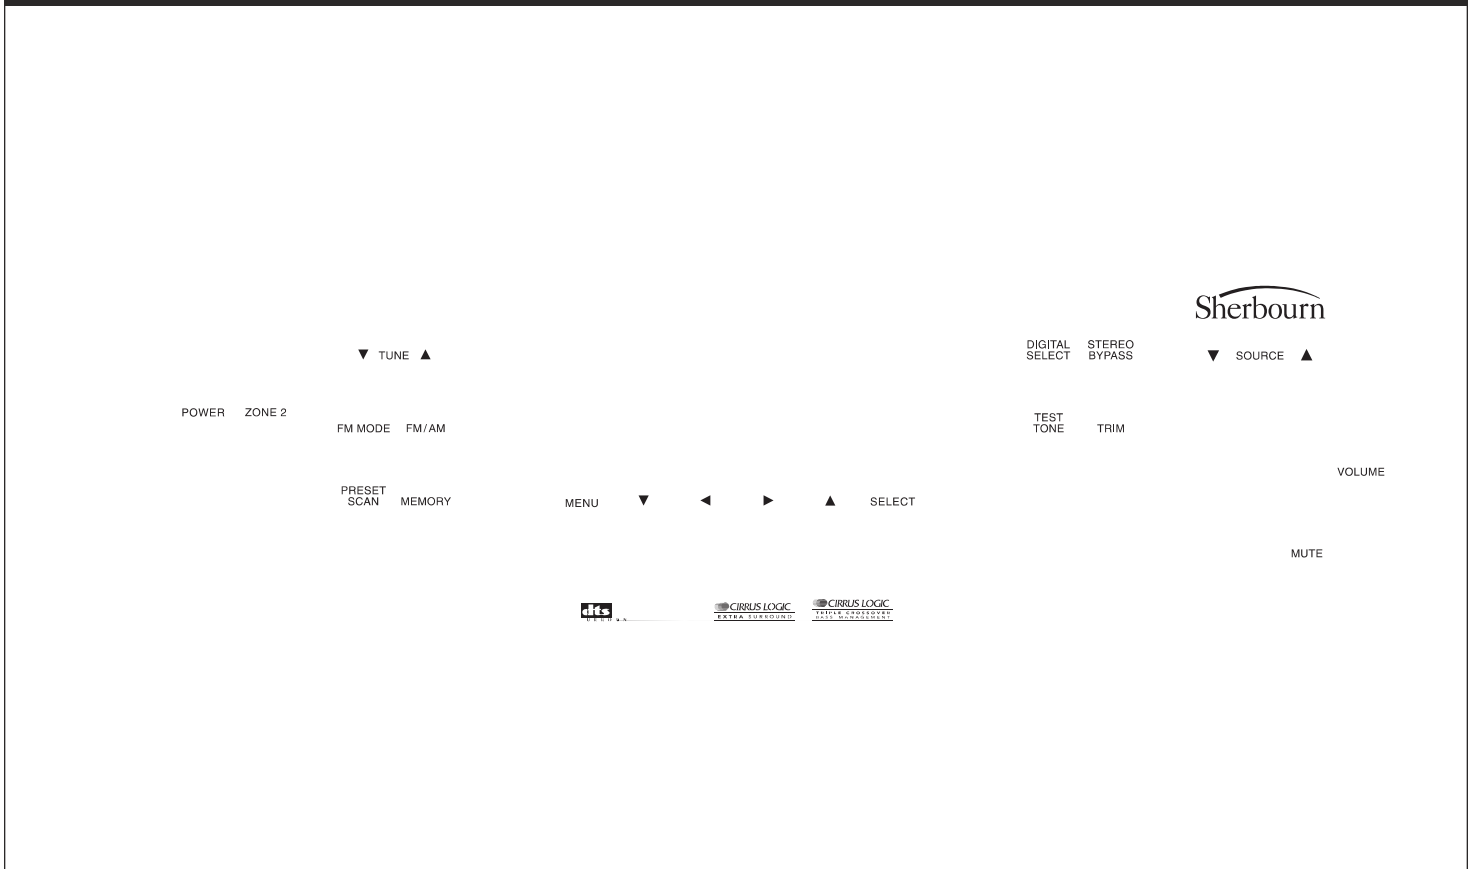 Sherbourn
▼ TUNE ▲
DIGITAL SELECT
STEREO BYPASS
▼ SOURCE ▲
POWER
ZONE 2
FM MODE
FM/AM
TEST TONE
TRIM
VOLUME
PRESET SCAN
MEMORY
MENU
▼
◀
▶
▲
SELECT
MUTE
dts
CIRRUS LOGIC
EXTRA SURROUND
CIRRUS LOGIC
TRIPLE CROSSOVER
BASS MANAGEMENT